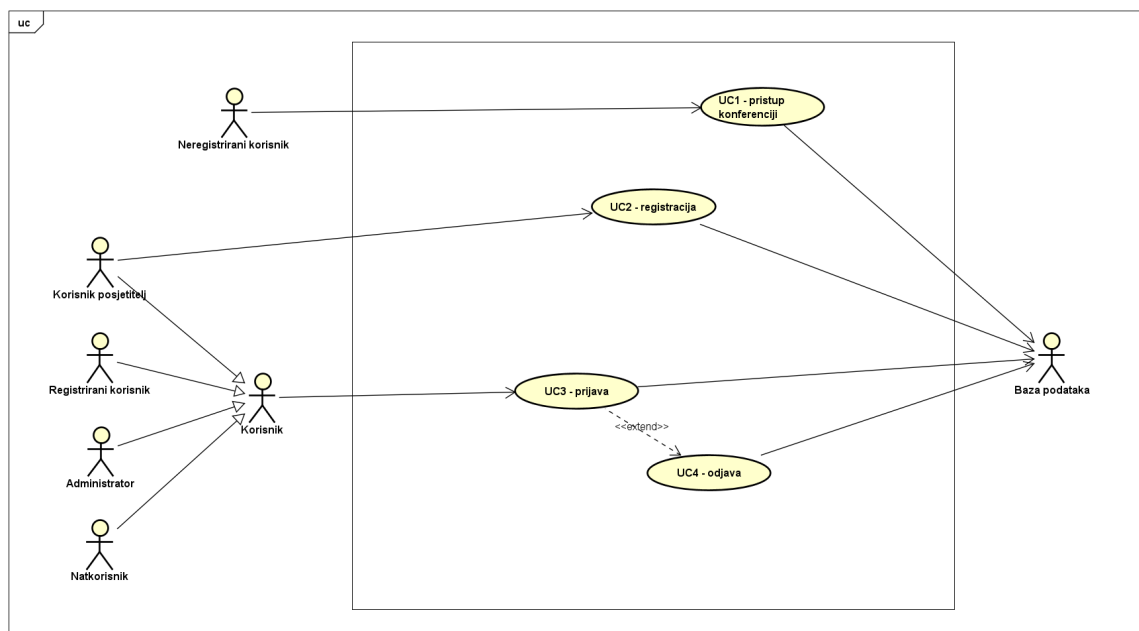 uc
UC1 - pristup
konferenciji
Neregistrirani korisnik
UC2 - registracija
Korisnik posjetitelj
Registrirani korisnik
Baza podataka
UC3 - prijava
Korisnik
<<extend>>
UC4 - odjava
Administrator
Natkorisnik